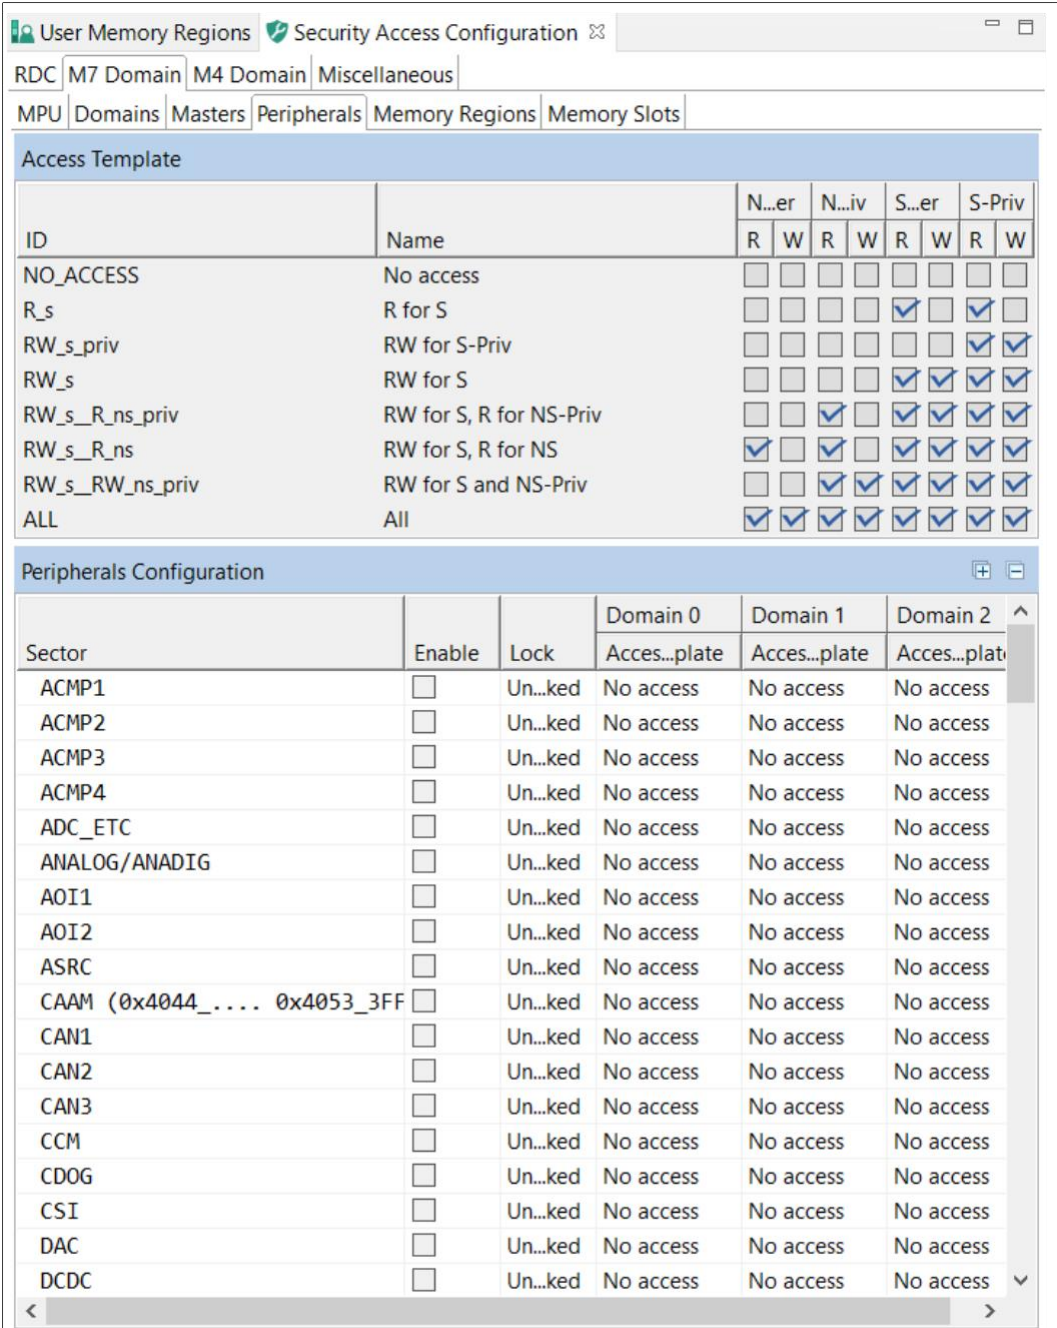 User Memory Regions Security Access Configuration
RDC M7 Domain M4 Domain Miscellaneous
MPU Domains Masters Peripherals Memory Regions Memory Slots
Access Template
N...er N...iv S...er S-Priv
ID Name R W R W R W R W
NO_ACCESS No access
R_s R for S
RW_s_priv RW for S-Priv
RW_s RW for S
RW_s__R_ns_priv RW for S, R for NS-Priv
RW_s__R_ns RW for S, R for NS
RW_s__RW_ns_priv RW for S and NS-Priv
ALL All
Peripherals Configuration
Domain 0 Domain 1 Domain 2
Sector Enable Lock Acces...plate Acces...plate Acces...plate
ACMP1 Un...ked No access No access No access
ACMP2 Un...ked No access No access No access
ACMP3 Un...ked No access No access No access
ACMP4 Un...ked No access No access No access
ADC_ETC Un...ked No access No access No access
ANALOG/ANADIG Un...ked No access No access No access
AOI1 Un...ked No access No access No access
AOI2 Un...ked No access No access No access
ASRC Un...ked No access No access No access
CAAM (0x4044_.... 0x4053_3FF Un...ked No access No access No access
CAN1 Un...ked No access No access No access
CAN2 Un...ked No access No access No access
CAN3 Un...ked No access No access No access
CCM Un...ked No access No access No access
CDOG Un...ked No access No access No access
CSI Un...ked No access No access No access
DAC Un...ked No access No access No access
DCDC Un...ked No access No access No access